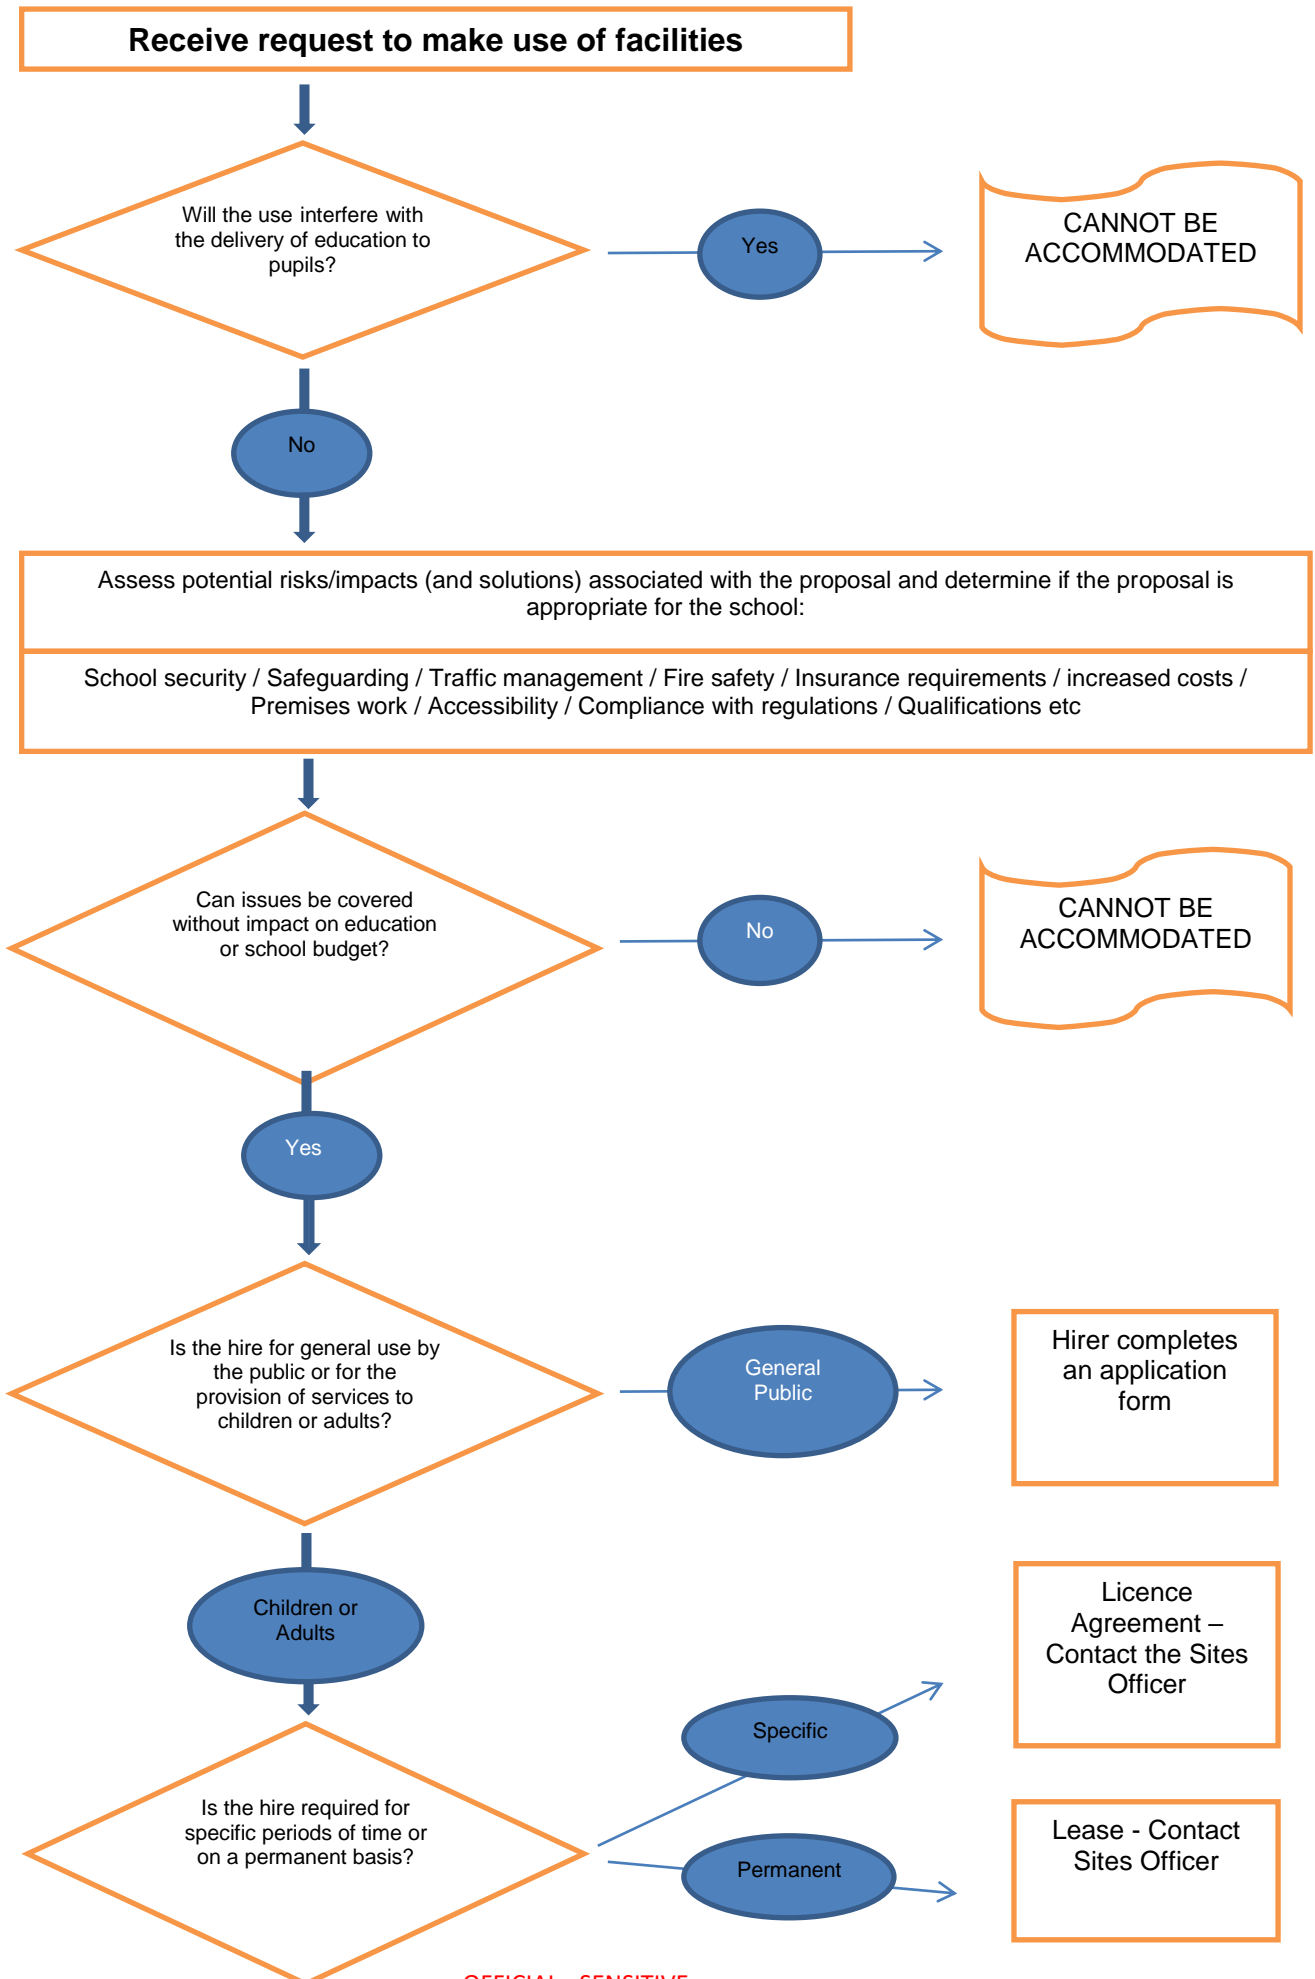 Receive request to make use of facilities
Will the use interfere with
the delivery of education to
pupils?
Yes
CANNOT BE
ACCOMMODATED
No
Assess potential risks/impacts (and solutions) associated with the proposal and determine if the proposal is
appropriate for the school:
School security / Safeguarding / Traffic management / Fire safety / Insurance requirements / increased costs /
Premises work / Accessibility / Compliance with regulations / Qualifications etc
Can issues be covered
without impact on education
or school budget?
No
CANNOT BE
ACCOMMODATED
Yes
Is the hire for general use by
the public or for the
provision of services to
children or adults?
General
Public
Hirer completes
an application
form
Children or
Adults
Licence
Agreement –
Contact the Sites
Officer
Specific
Is the hire required for
specific periods of time or
on a permanent basis?
Permanent
Lease - Contact
Sites Officer
OFFICIAL - SENSITIVE